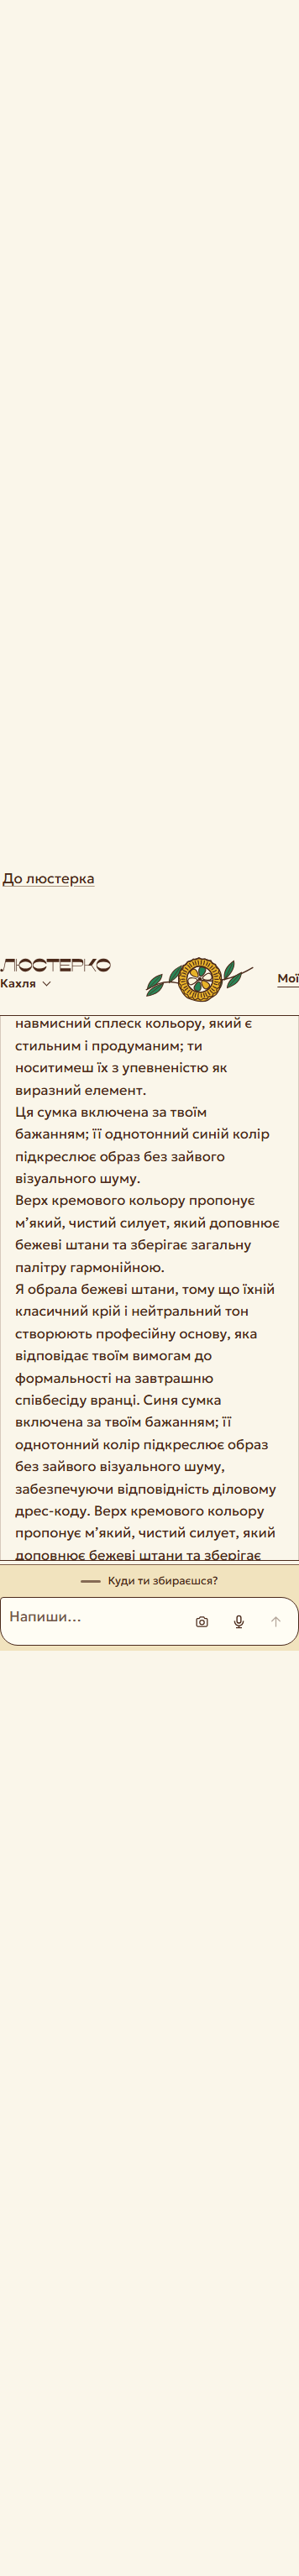 До люстерка
ЛЮСТЕРКО
Кахля
Мої
навмисний сплеск кольору, який є
стильним і продуманим; ти
носитимеш їх з упевненістю як
виразний елемент.
Ця сумка включена за твоїм
бажанням; її однотонний синій колір
підкреслює образ без зайвого
візуального шуму.
Верх кремового кольору пропонує
м’який, чистий силует, який доповнює
бежеві штани та зберігає загальну
палітру гармонійною.
Я обрала бежеві штани, тому що їхній
класичний крій і нейтральний тон
створюють професійну основу, яка
відповідає твоїм вимогам до
формальності на завтрашню
співбесіду вранці. Синя сумка
включена за твоїм бажанням; її
однотонний колір підкреслює образ
без зайвого візуального шуму,
забезпечуючи відповідність діловому
дрес-коду. Верх кремового кольору
пропонує м’який, чистий силует, який
доповнює бежеві штани та зберігає
Куди ти збираєшся?
Напиши...